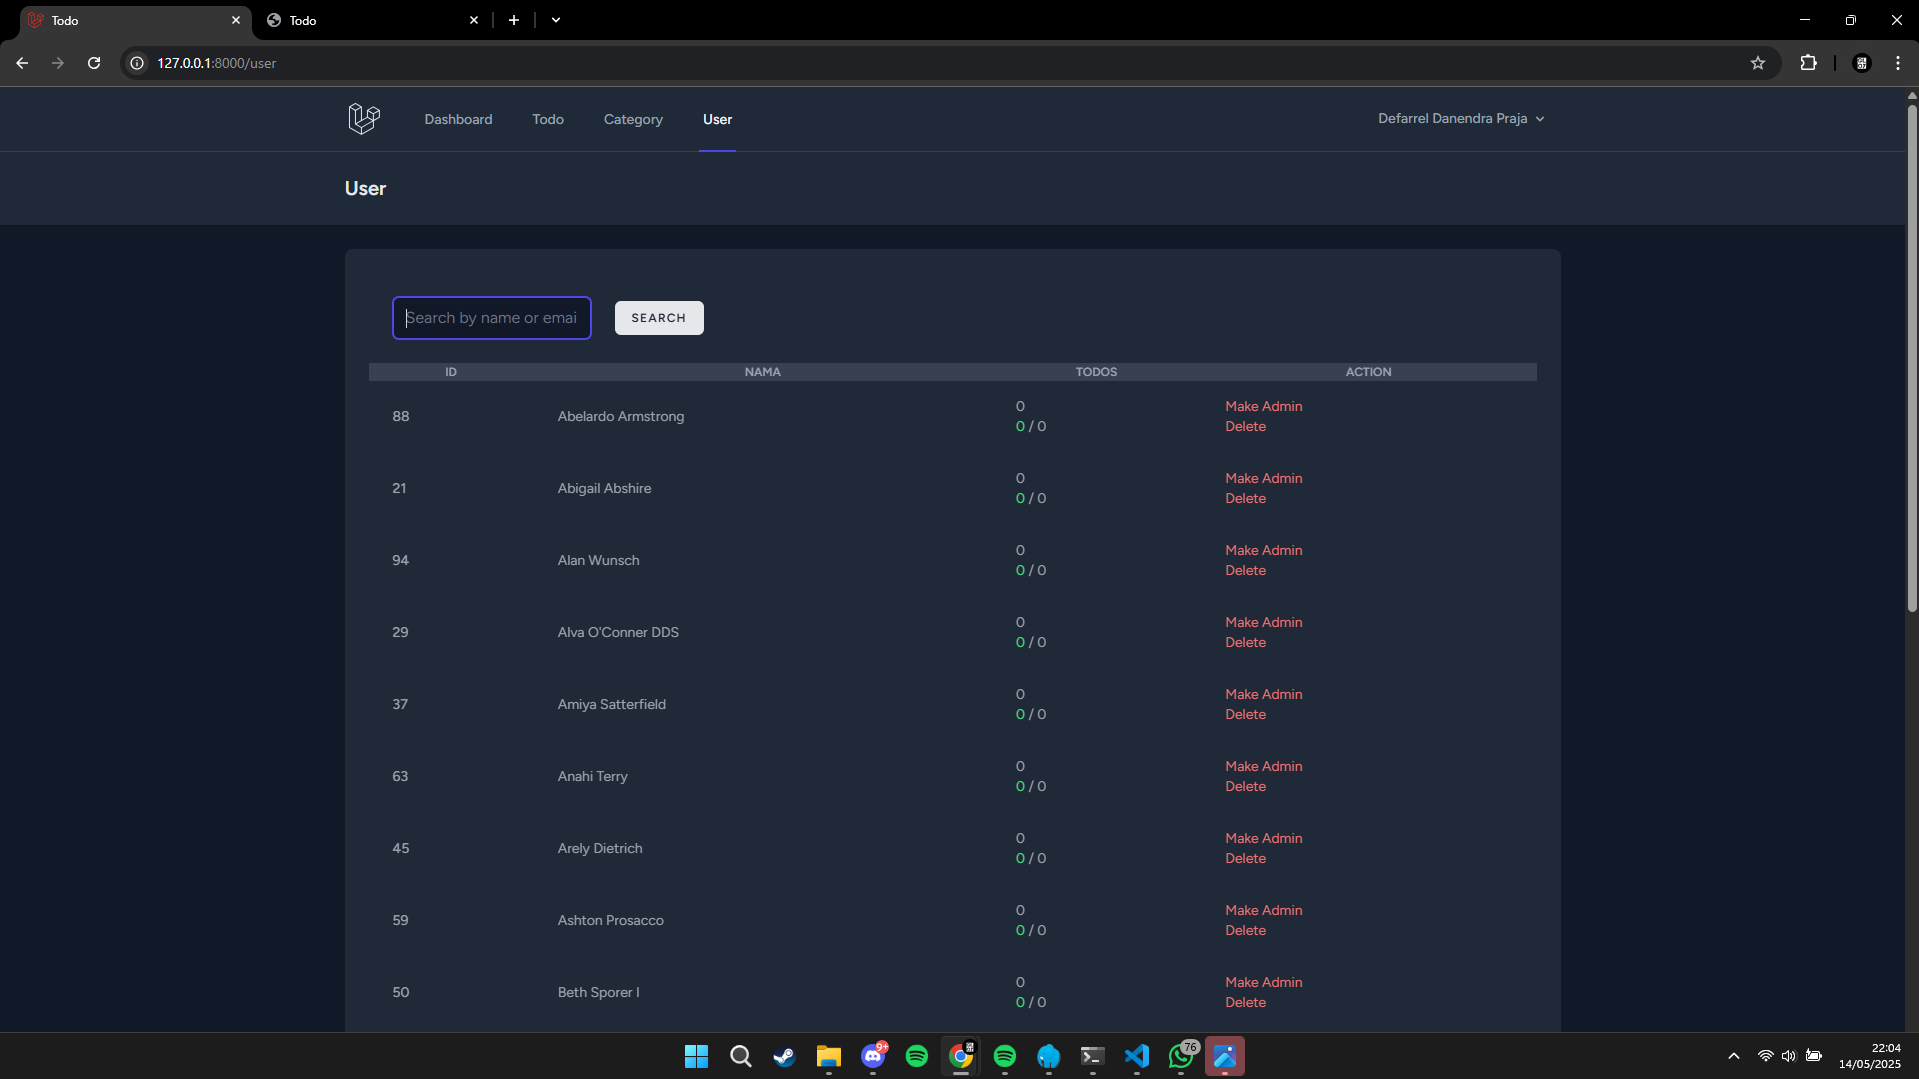 Todo
Todo
127.0.0.1:8000/user
Dashboard Todo Category User Defarrel Danendra Praja
User
Search by name or emai SEARCH
ID NAMA TODOS ACTION
88 Abelardo Armstrong 0 Make Admin
0 / 0 Delete
21 Abigail Abshire 0 Make Admin
0 / 0 Delete
94 Alan Wunsch 0 Make Admin
0 / 0 Delete
29 Alva O'Conner DDS 0 Make Admin
0 / 0 Delete
37 Amiya Satterfield 0 Make Admin
0 / 0 Delete
63 Anahi Terry 0 Make Admin
0 / 0 Delete
45 Arely Dietrich 0 Make Admin
0 / 0 Delete
59 Ashton Prosacco 0 Make Admin
0 / 0 Delete
50 Beth Sporer I 0 Make Admin
0 / 0 Delete
9+
76
22:04
14/05/2025